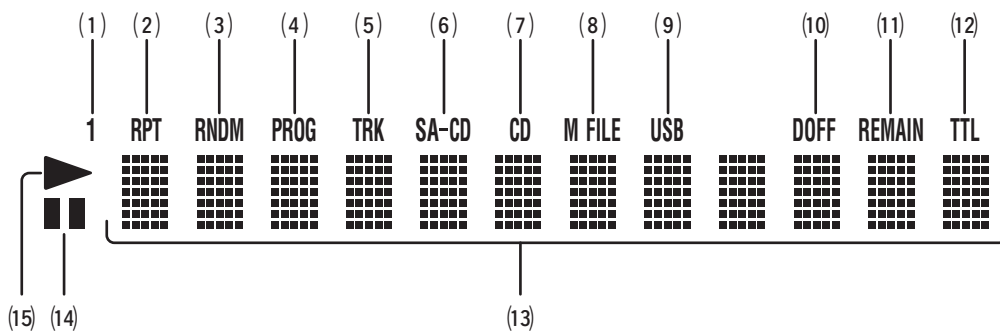 (1) (2) (3) (4) (5) (6) (7) (8) (9) (10) (11) (12)
1 RPT RNDM PROG TRK SA-CD CD M FILE USB DOFF REMAIN TTL
(15) (14) (13)